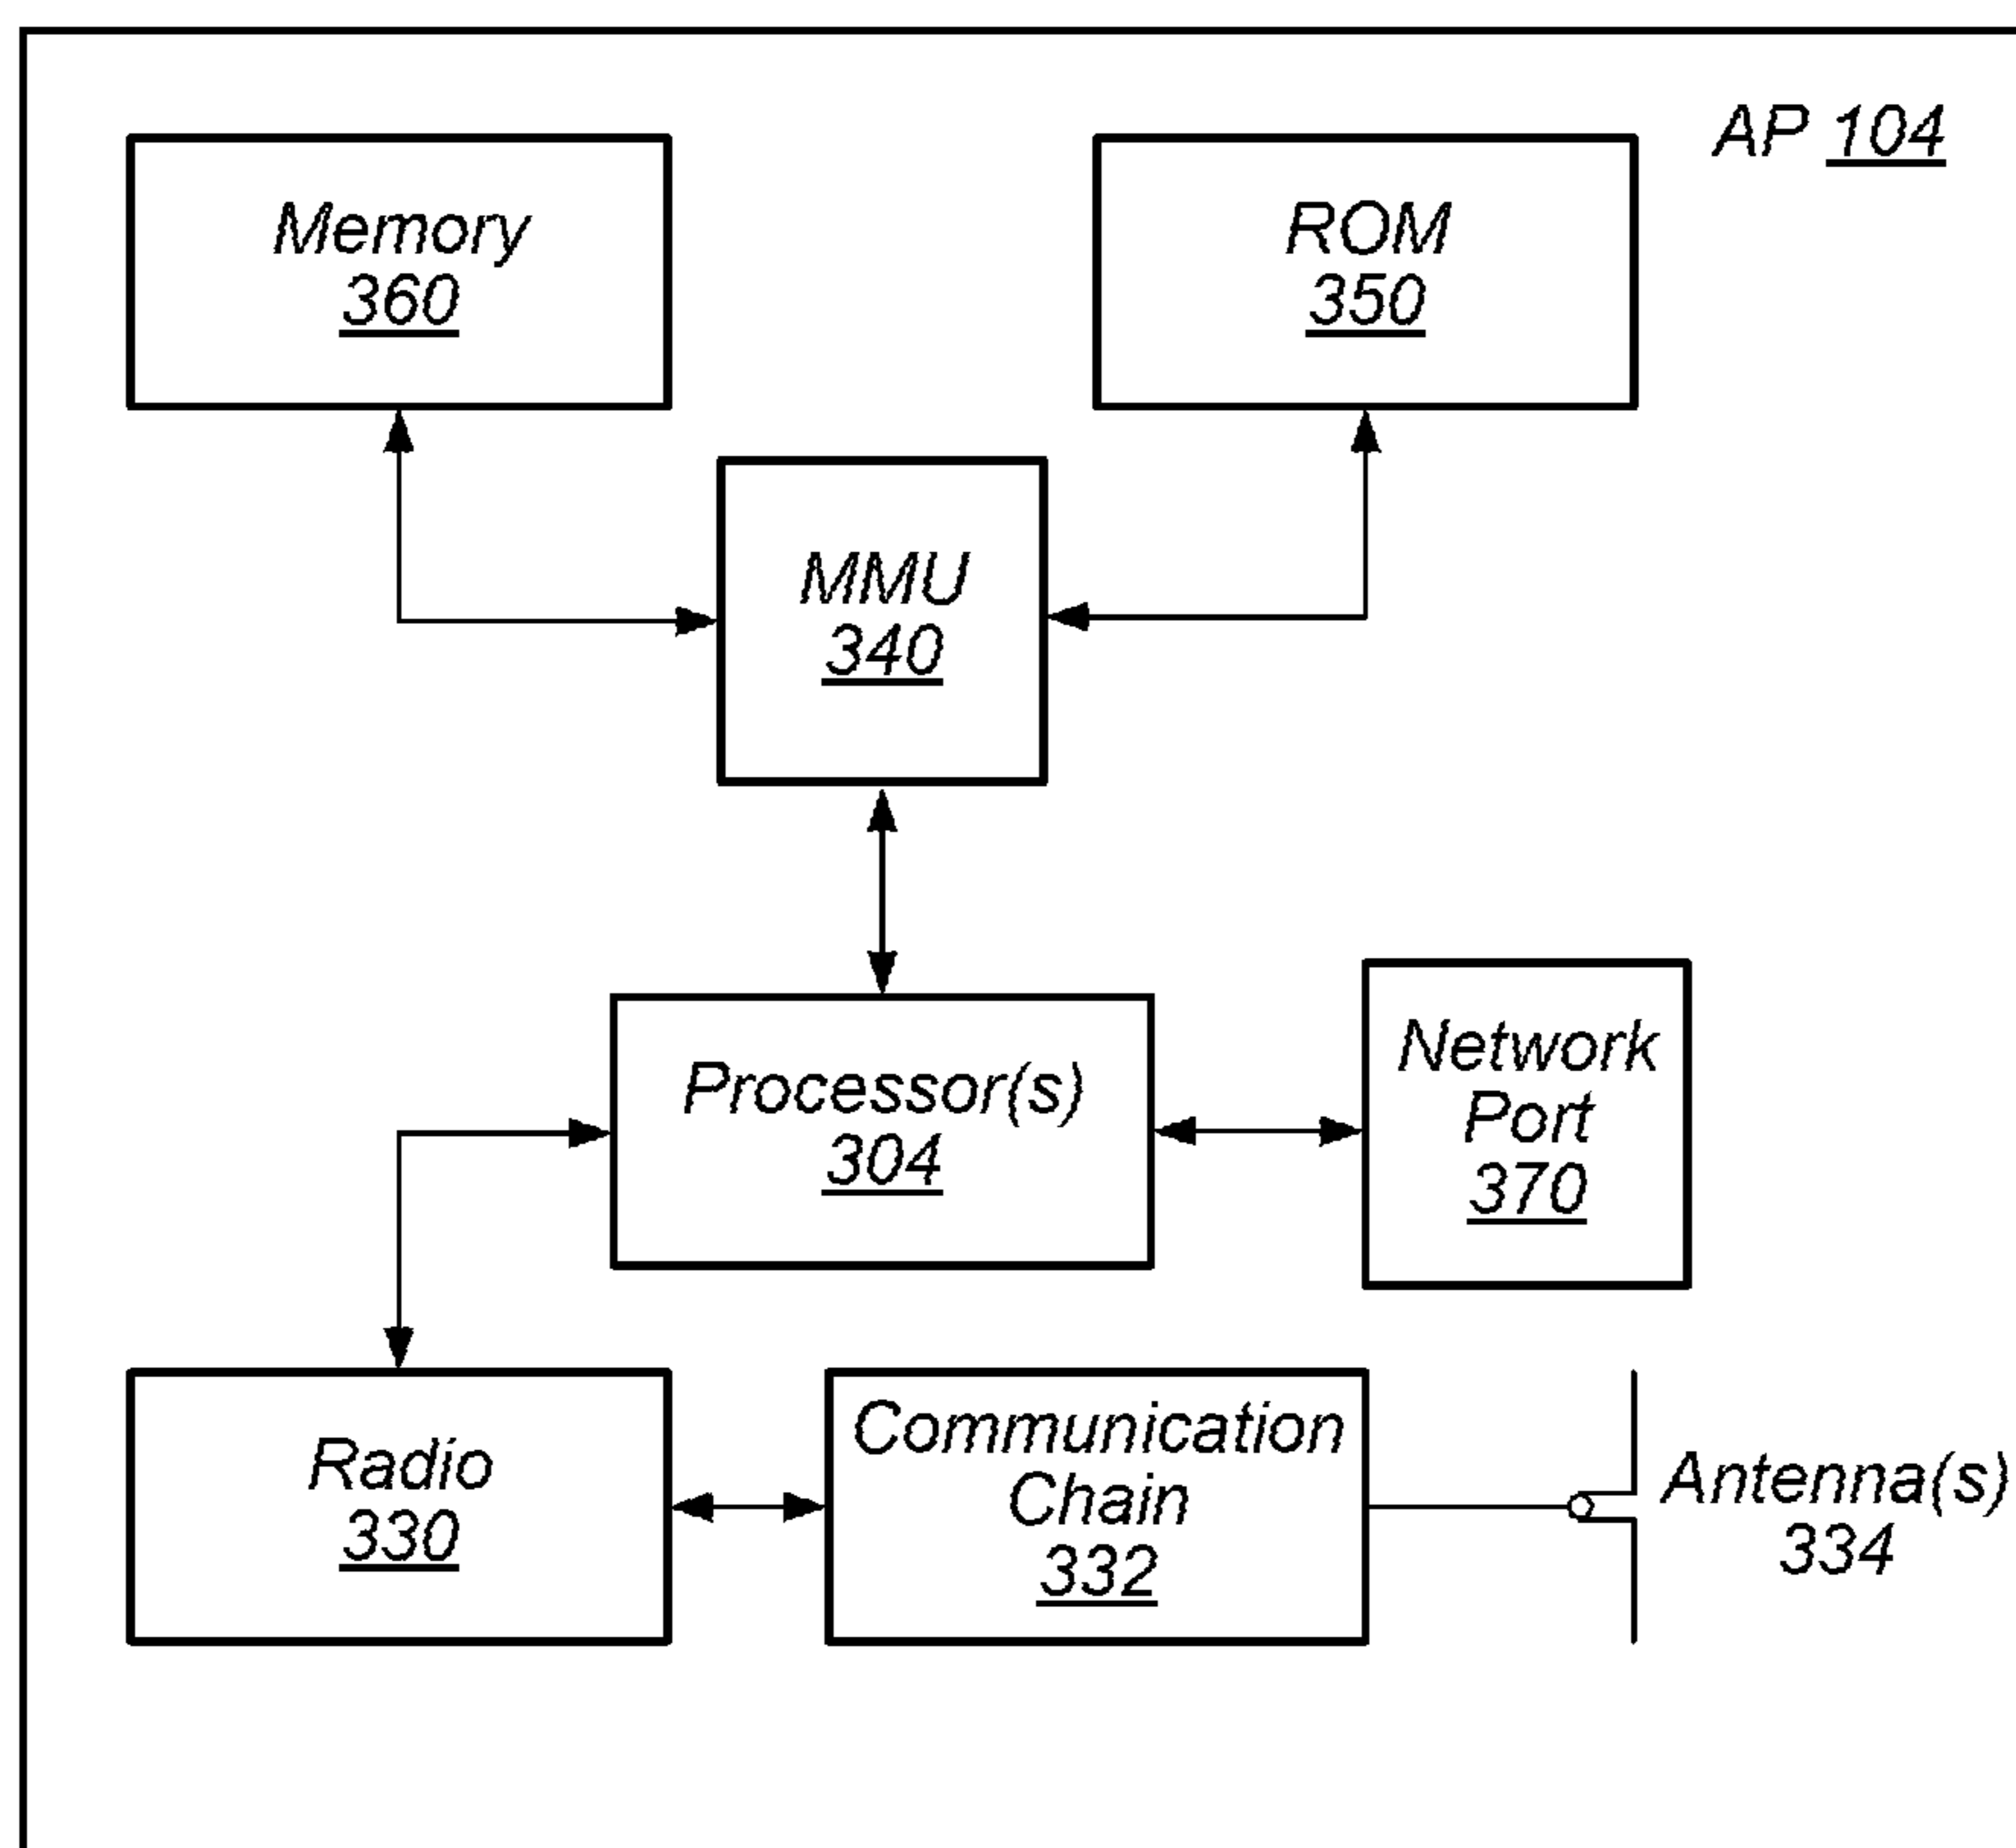 AP 104
Memory
360
ROM
350
MMU
340
Processor(s)
304
Network
Port
370
Radio
330
Communication
Chain
332
Antenna(s)
334